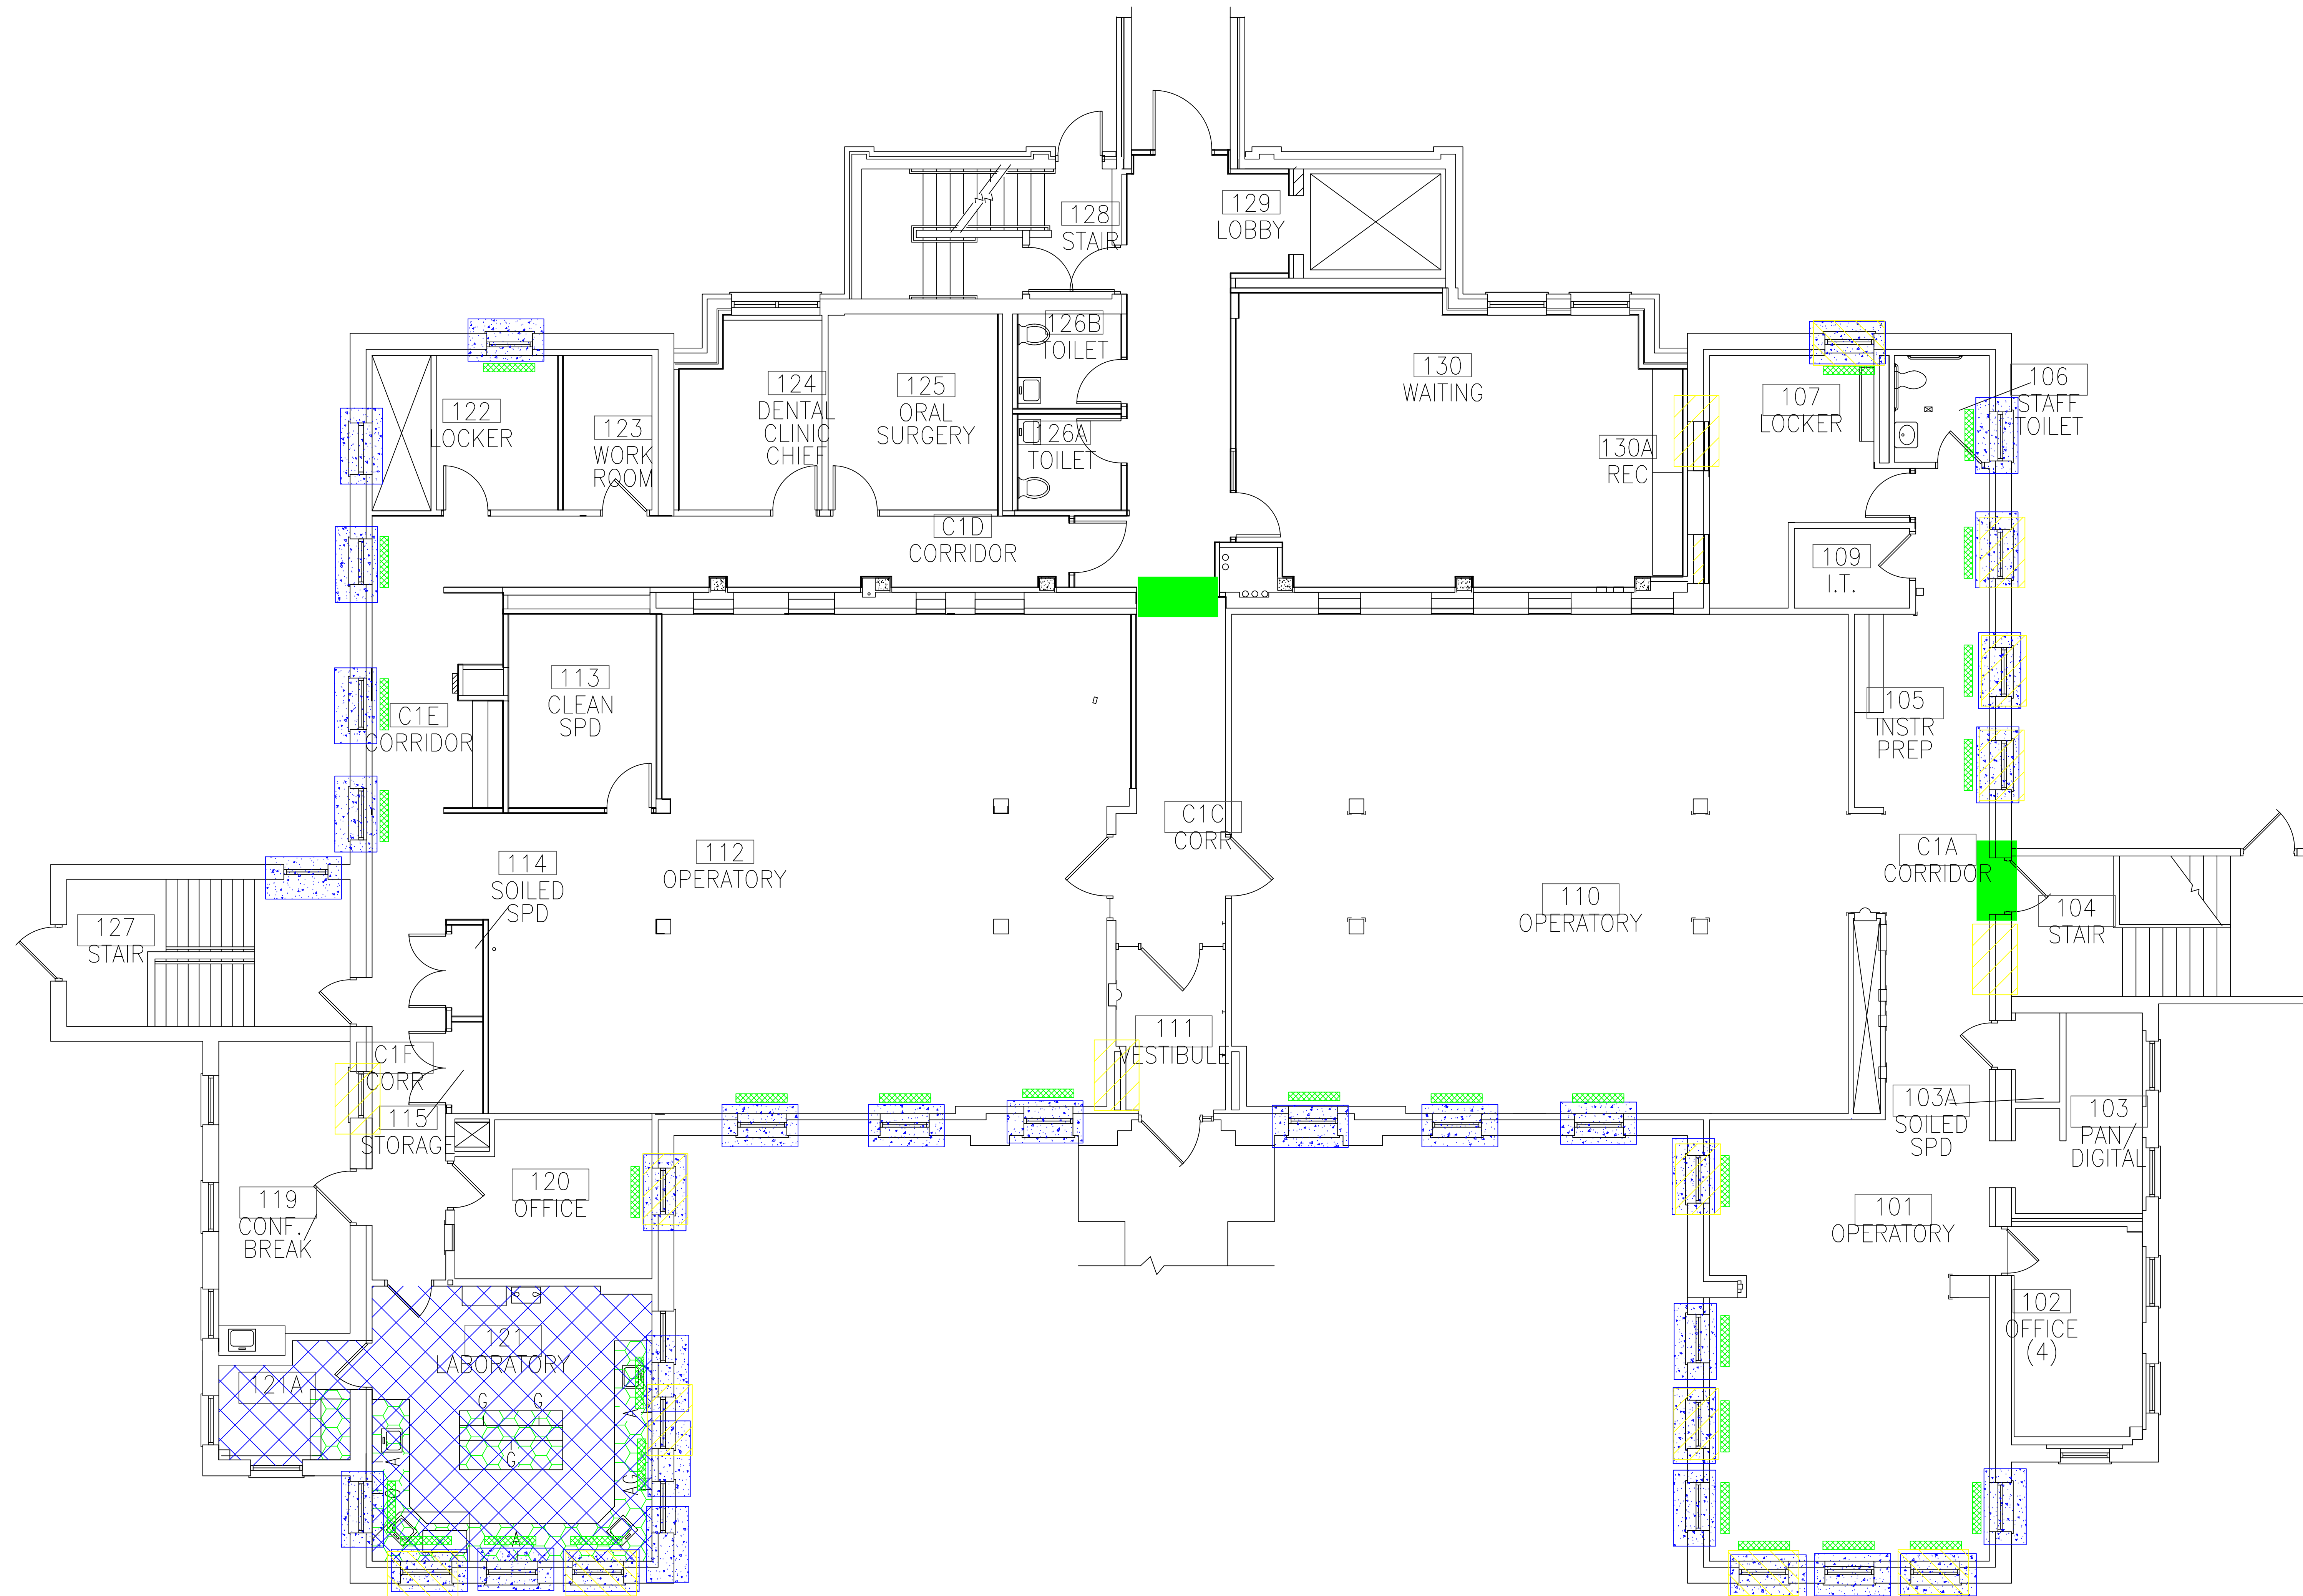 129
LOBBY
128
STAIR
126B
TOILET
130
WAITING
106
STAFF
TOILET
107
LOCKER
124
DENTAL
CLINIC
CHIEF
125
ORAL
SURGERY
122
LOCKER
123
WORK
ROOM
126A
TOILET
130A
REC
C1D
CORRIDOR
109
I.T.
113
CLEAN
SPD
C1E
CORRIDOR
105
INSTR
PREP
C1C
CORR
C1A
CORRIDOR
112
OPERATORY
114
SOILED
SPD
110
OPERATORY
104
STAIR
127
STAIR
111
VESTIBULE
C1F
CORR
115
STORAGE
103A
SOILED
SPD
103
PAN
DIGITAL
120
OFFICE
119
CONF./
BREAK
101
OPERATORY
102
OFFICE
(4)
121
LABORATORY
121A
G G
G
A
A
AG
G
A